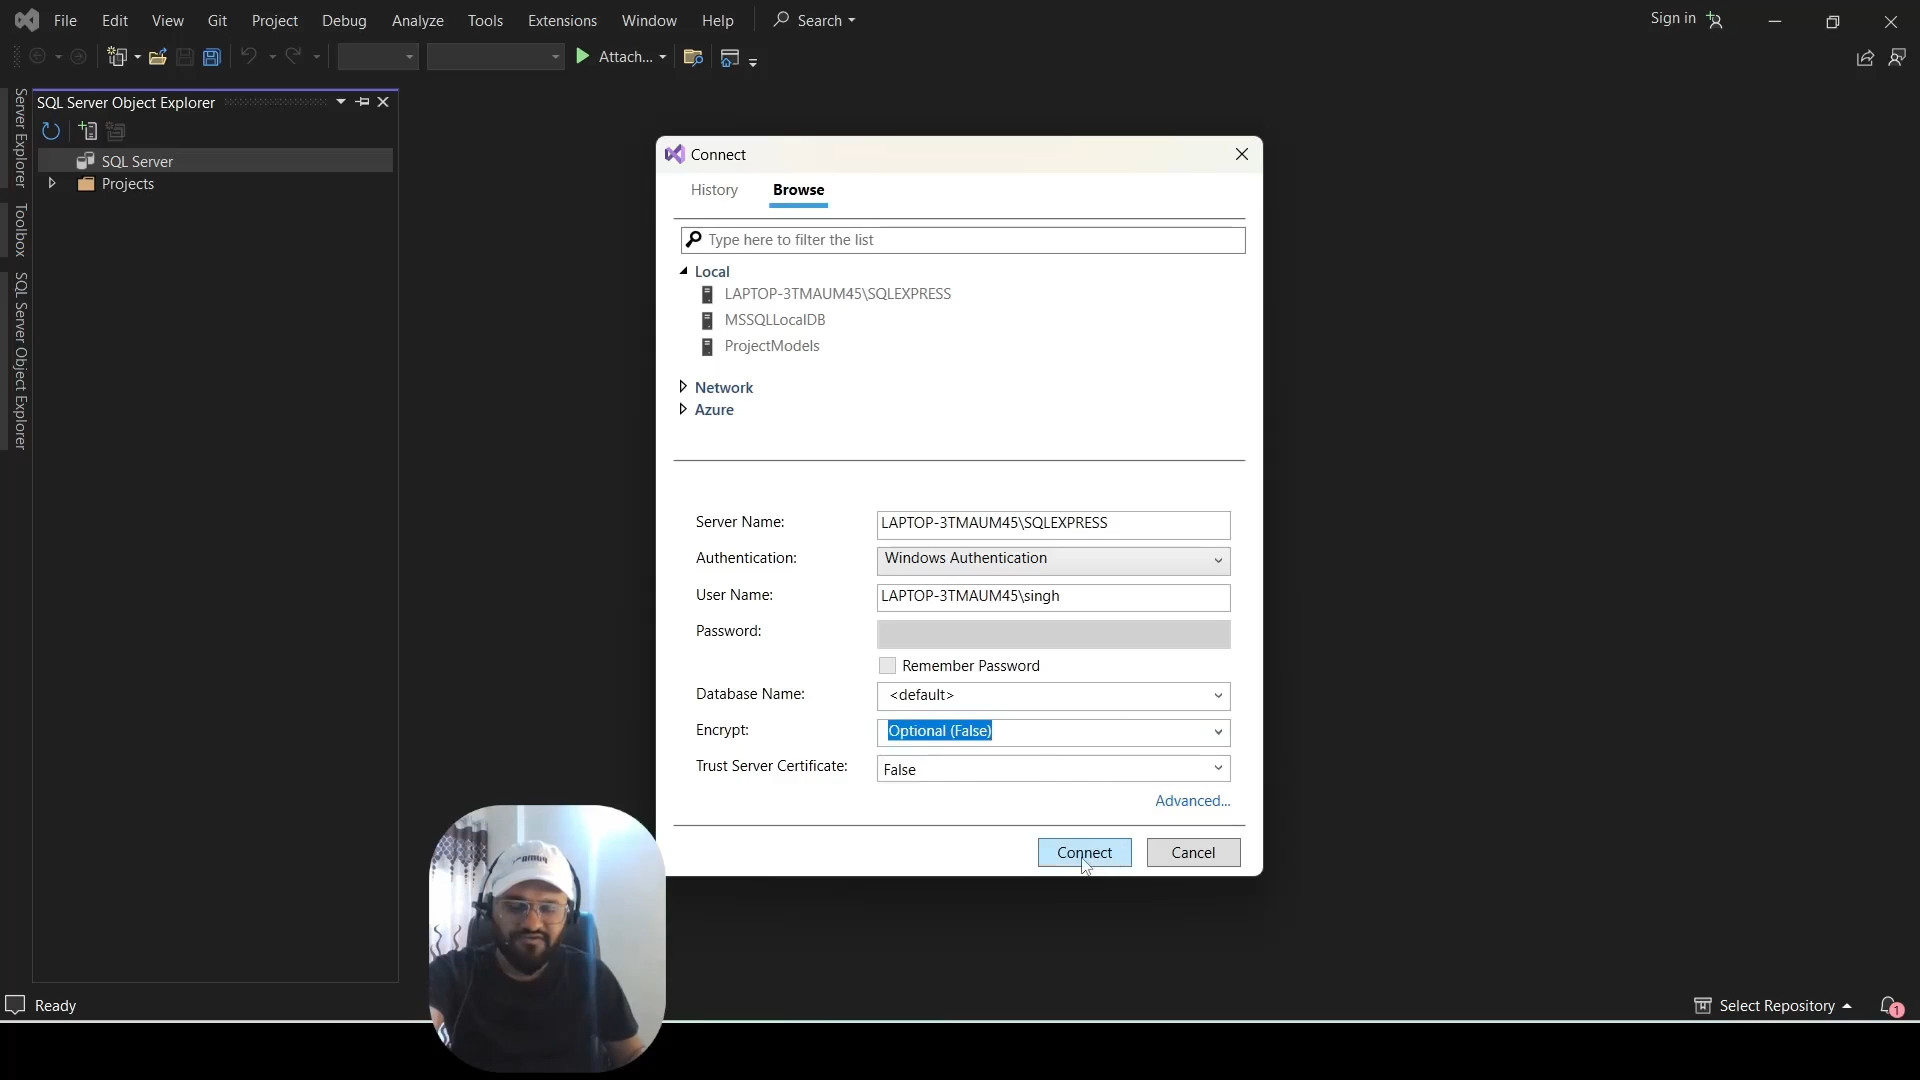 File Edit View Git Project Debug Analyze Tools Extensions Window Help Search
Sign in
Attach...
Server Explorer
Toolbox
SQL Server Object Explorer
SQL Server Object Explorer
SQL Server
Projects
Connect
History Browse
Type here to filter the list
Local
LAPTOP-3TMAUM45\SQLEXPRESS
MSSQLLocalDB
ProjectModels
Network
Azure
Server Name: LAPTOP-3TMAUM45\SQLEXPRESS
Authentication: Windows Authentication
User Name: LAPTOP-3TMAUM45\singh
Password:
Remember Password
Database Name: <default>
Encrypt: Optional (False)
Trust Server Certificate: False
Advanced...
Connect Cancel
Ready
Select Repository
1